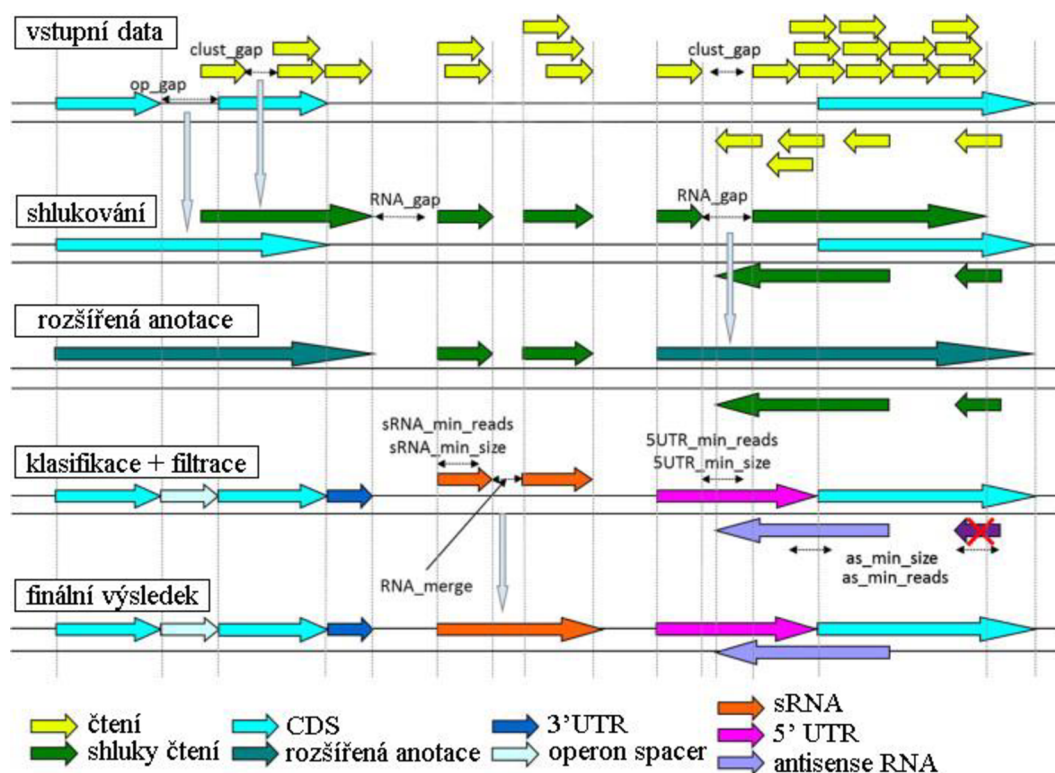 vstupní data
clust_gap
clust_gap
op_gap
RNA_gap
RNA_gap
shlukování
rozšířená anotace
sRNA_min_reads
sRNA_min_size
5UTR_min_reads
5UTR_min_size
klasifikace + filtrace
as_min_size
as_min_reads
RNA_merge
finální výsledek
čtení
CDS
3'UTR
sRNA
shluky čtení
rozšířená anotace
operon spacer
5' UTR
antisense RNA